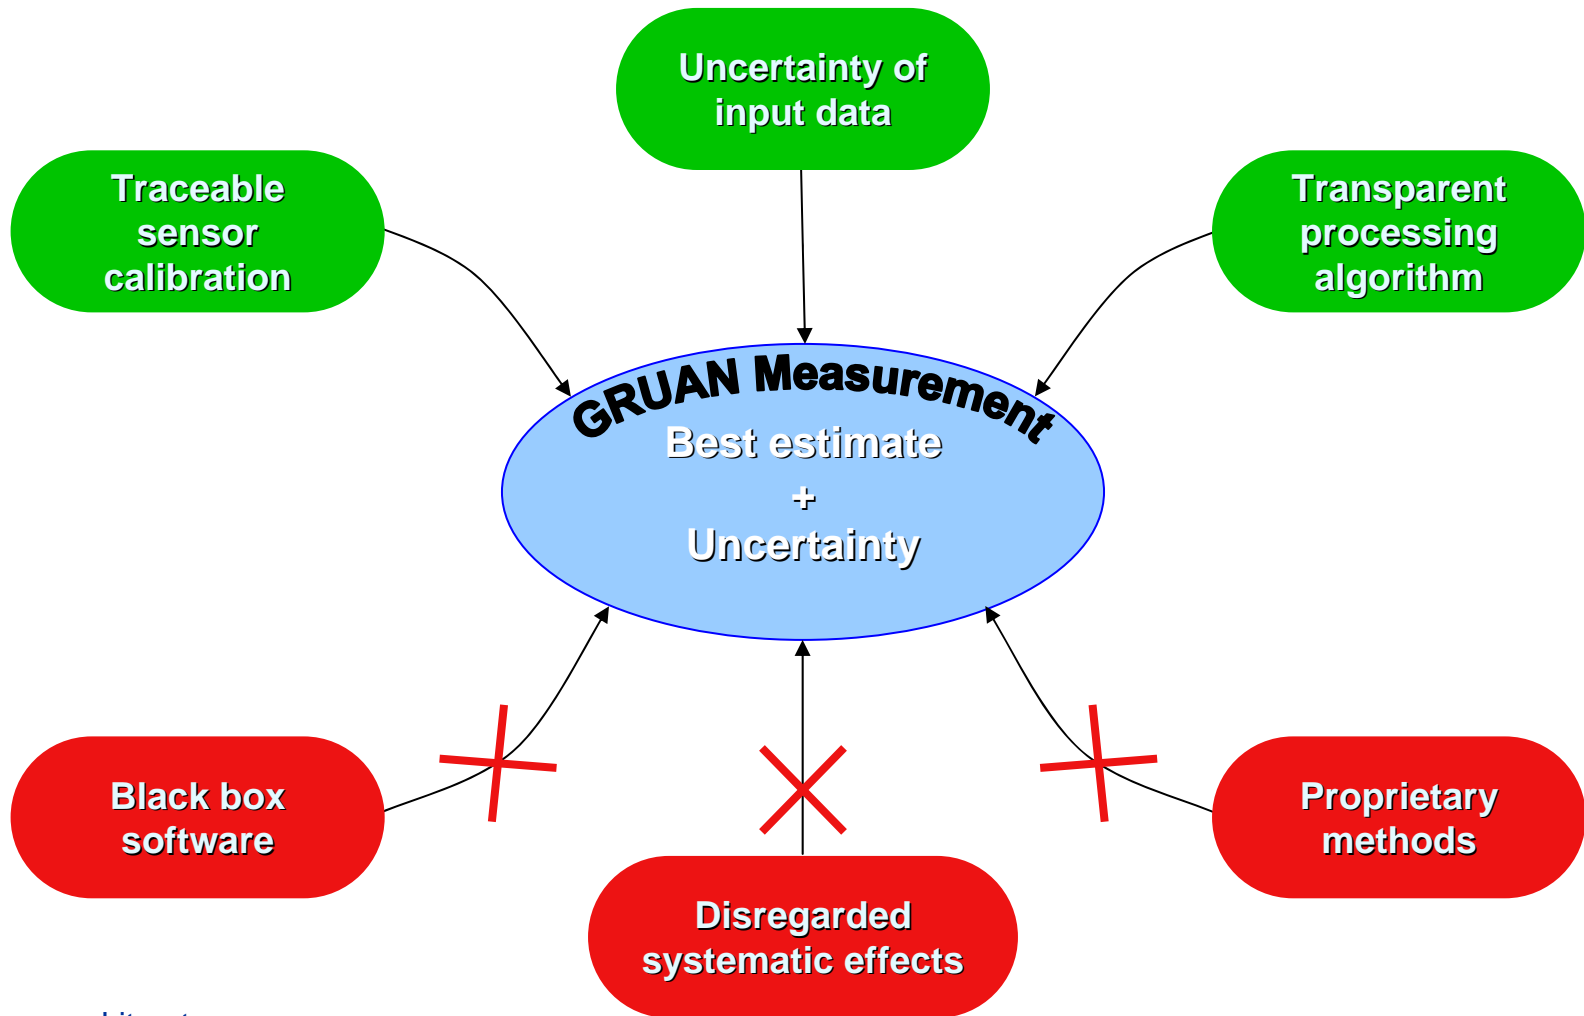 Uncertainty of
input data
Traceable
sensor
calibration
Transparent
processing
algorithm
GRUAN Measurement
Best estimate
+
Uncertainty
Black box
software
Proprietary
methods
Disregarded
systematic effects